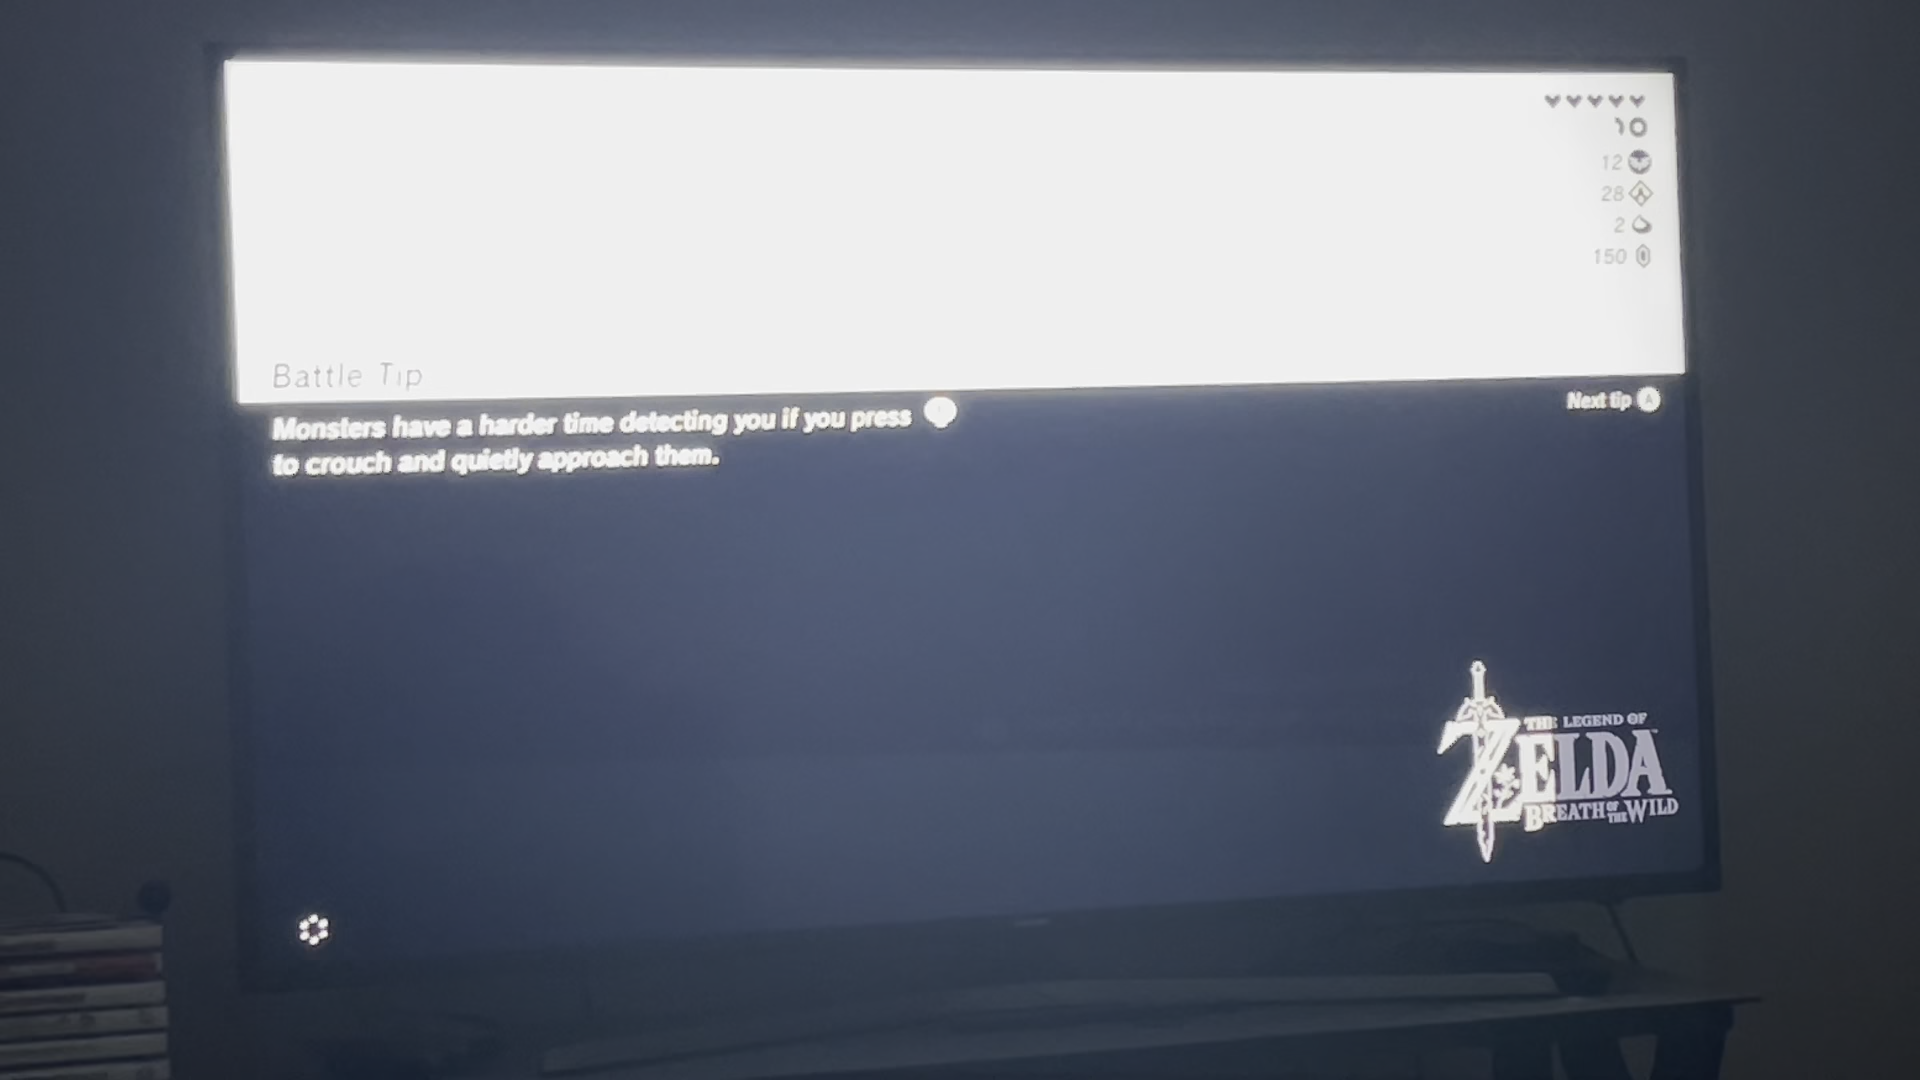 12
28
2
150
Battle Tip
Monsters have a harder time detecting you if you press
to crouch and quietly approach them.
Next tip A
THE LEGEND OF
ZELDA
BREATH OF THE WILD